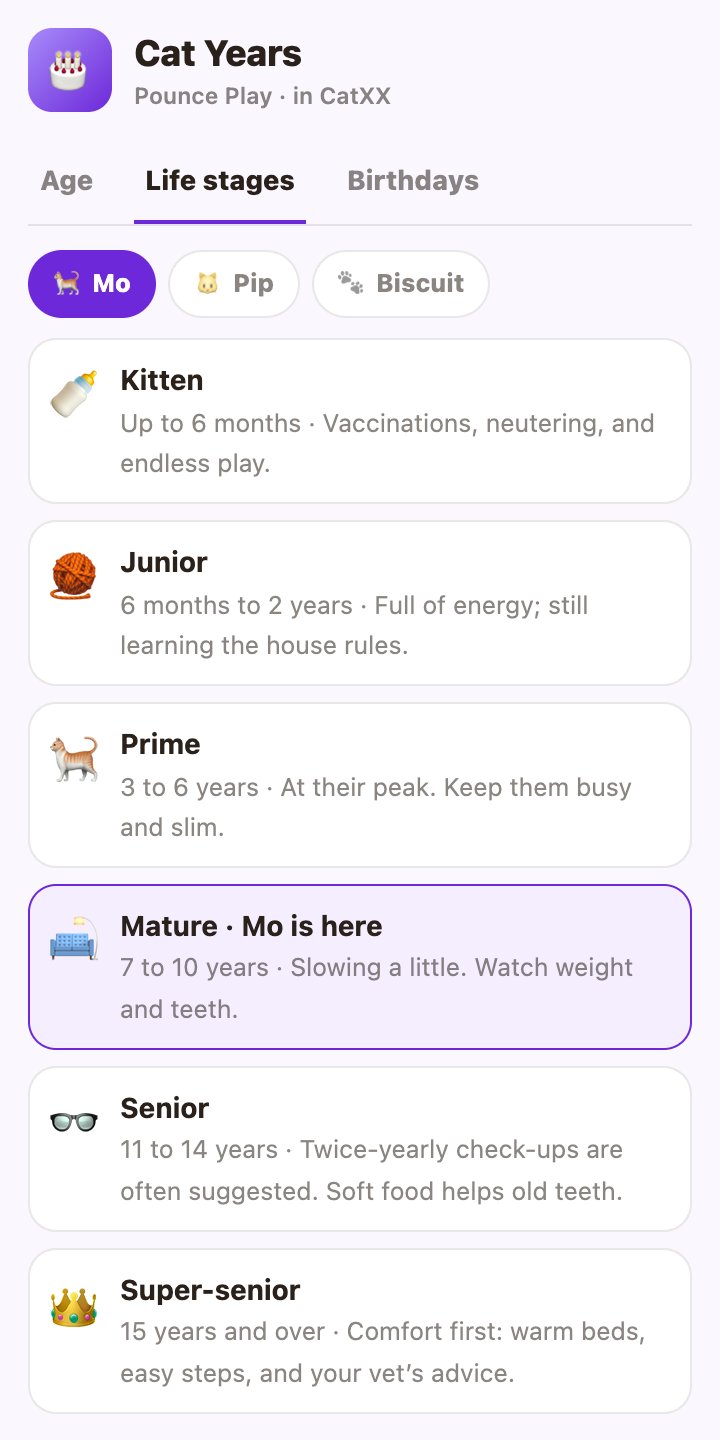 Cat Years
Pounce Play · in CatXX
Age
Life stages
Birthdays
Mo
Pip
Biscuit
Kitten
Up to 6 months · Vaccinations, neutering, and
endless play.
Junior
6 months to 2 years · Full of energy; still
learning the house rules.
Prime
3 to 6 years · At their peak. Keep them busy
and slim.
Mature · Mo is here
7 to 10 years · Slowing a little. Watch weight
and teeth.
Senior
11 to 14 years · Twice-yearly check-ups are
often suggested. Soft food helps old teeth.
Super-senior
15 years and over · Comfort first: warm beds,
easy steps, and your vet’s advice.